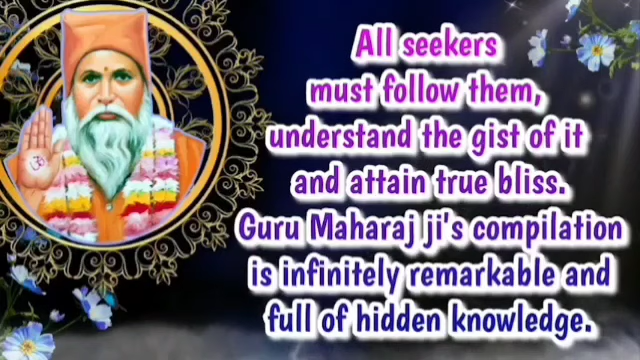 All seekers
must follow them,
understand the gist of it
and attain true bliss.
Guru Maharaj ji's compilation
is infinitely remarkable and
full of hidden knowledge.
ॐ